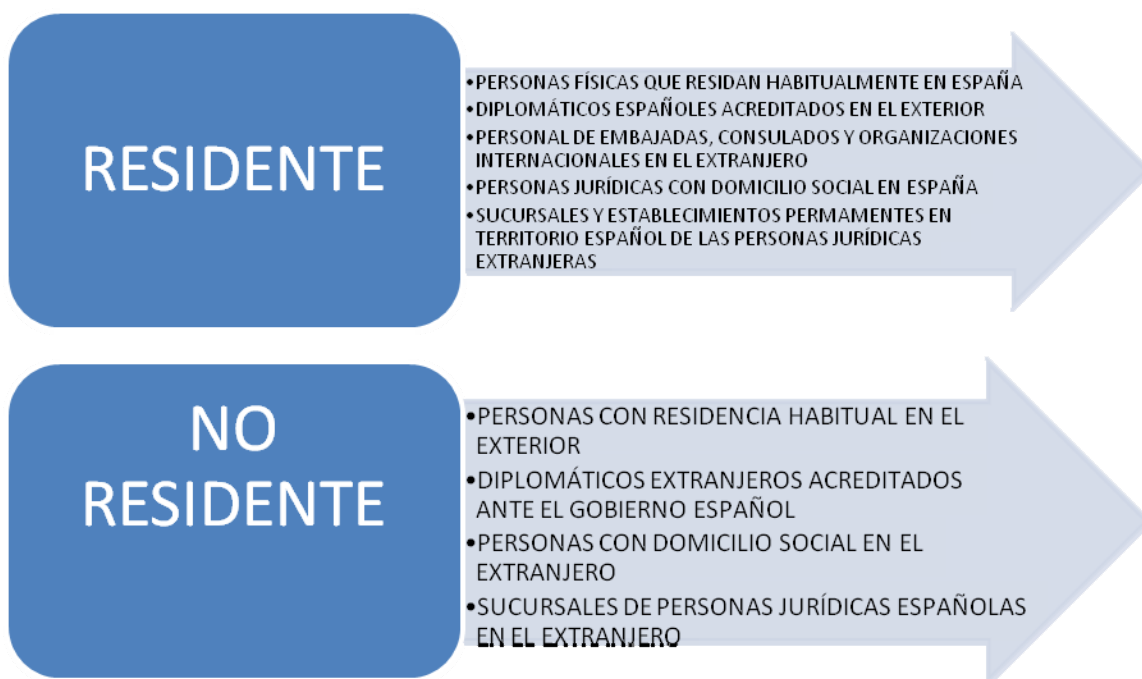 RESIDENTE
•PERSONAS FÍSICAS QUE RESIDAN HABITUALMENTE EN ESPAÑA
•DIPLOMÁTICOS ESPAÑOLES ACREDITADOS EN EL EXTERIOR
•PERSONAL DE EMBAJADAS, CONSULADOS Y ORGANIZACIONES
INTERNACIONALES EN EL EXTRANJERO
•PERSONAS JURÍDICAS CON DOMICILIO SOCIAL EN ESPAÑA
•SUCURSALES Y ESTABLECIMIENTOS PERMAMENTES EN
TERRITORIO ESPAÑOL DE LAS PERSONAS JURÍDICAS
EXTRANJERAS
NO
RESIDENTE
•PERSONAS CON RESIDENCIA HABITUAL EN EL
EXTERIOR
•DIPLOMÁTICOS EXTRANJEROS ACREDITADOS
ANTE EL GOBIERNO ESPAÑOL
•PERSONAS CON DOMICILIO SOCIAL EN EL
EXTRANJERO
•SUCURSALES DE PERSONAS JURÍDICAS ESPAÑOLAS
EN EL EXTRANJERO